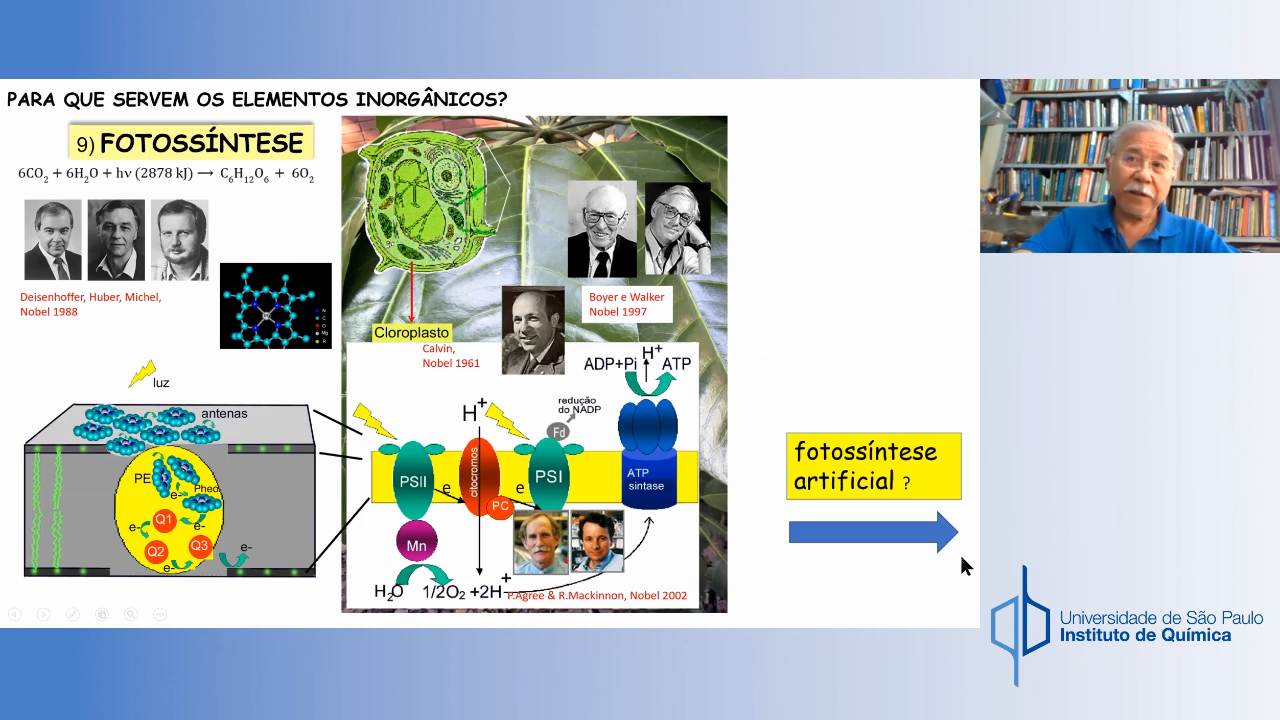 PARA QUE SERVEM OS ELEMENTOS INORGÂNICOS?
9) FOTOSSÍNTESE
6CO2 + 6H2O + hν (2878 kJ) → C6H12O6 + 6O2
Deisenhoffer, Huber, Michel,
Nobel 1988
N
C
O
Mg
R
luz
antenas
PE
e-
Pheo
Q1
e-
e-
Q2
Q3
e-
e-
Cloroplasto
Calvin,
Nobel 1961
Boyer e Walker
Nobel 1997
ADP+Pi
H+
ATP
redução
do NADP
H+
Fd
PSII
e
citocromos
PC
e
PSI
ATP
sintase
Mn
H2O
1/2O2 +2H+
P.Agree & R.Mackinnon, Nobel 2002
fotossíntese
artificial ?
Universidade de São Paulo
Instituto de Química